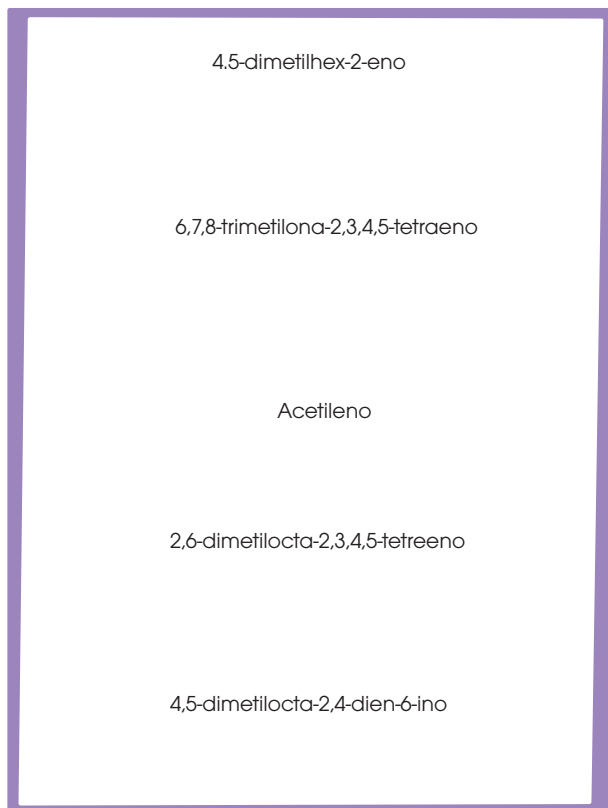 4.5-dimetilhex-2-eno
6,7,8-trimetilona-2,3,4,5-tetraeno
Acetileno
2,6-dimetilocta-2,3,4,5-tetreeno
4,5-dimetilocta-2,4-dien-6-ino